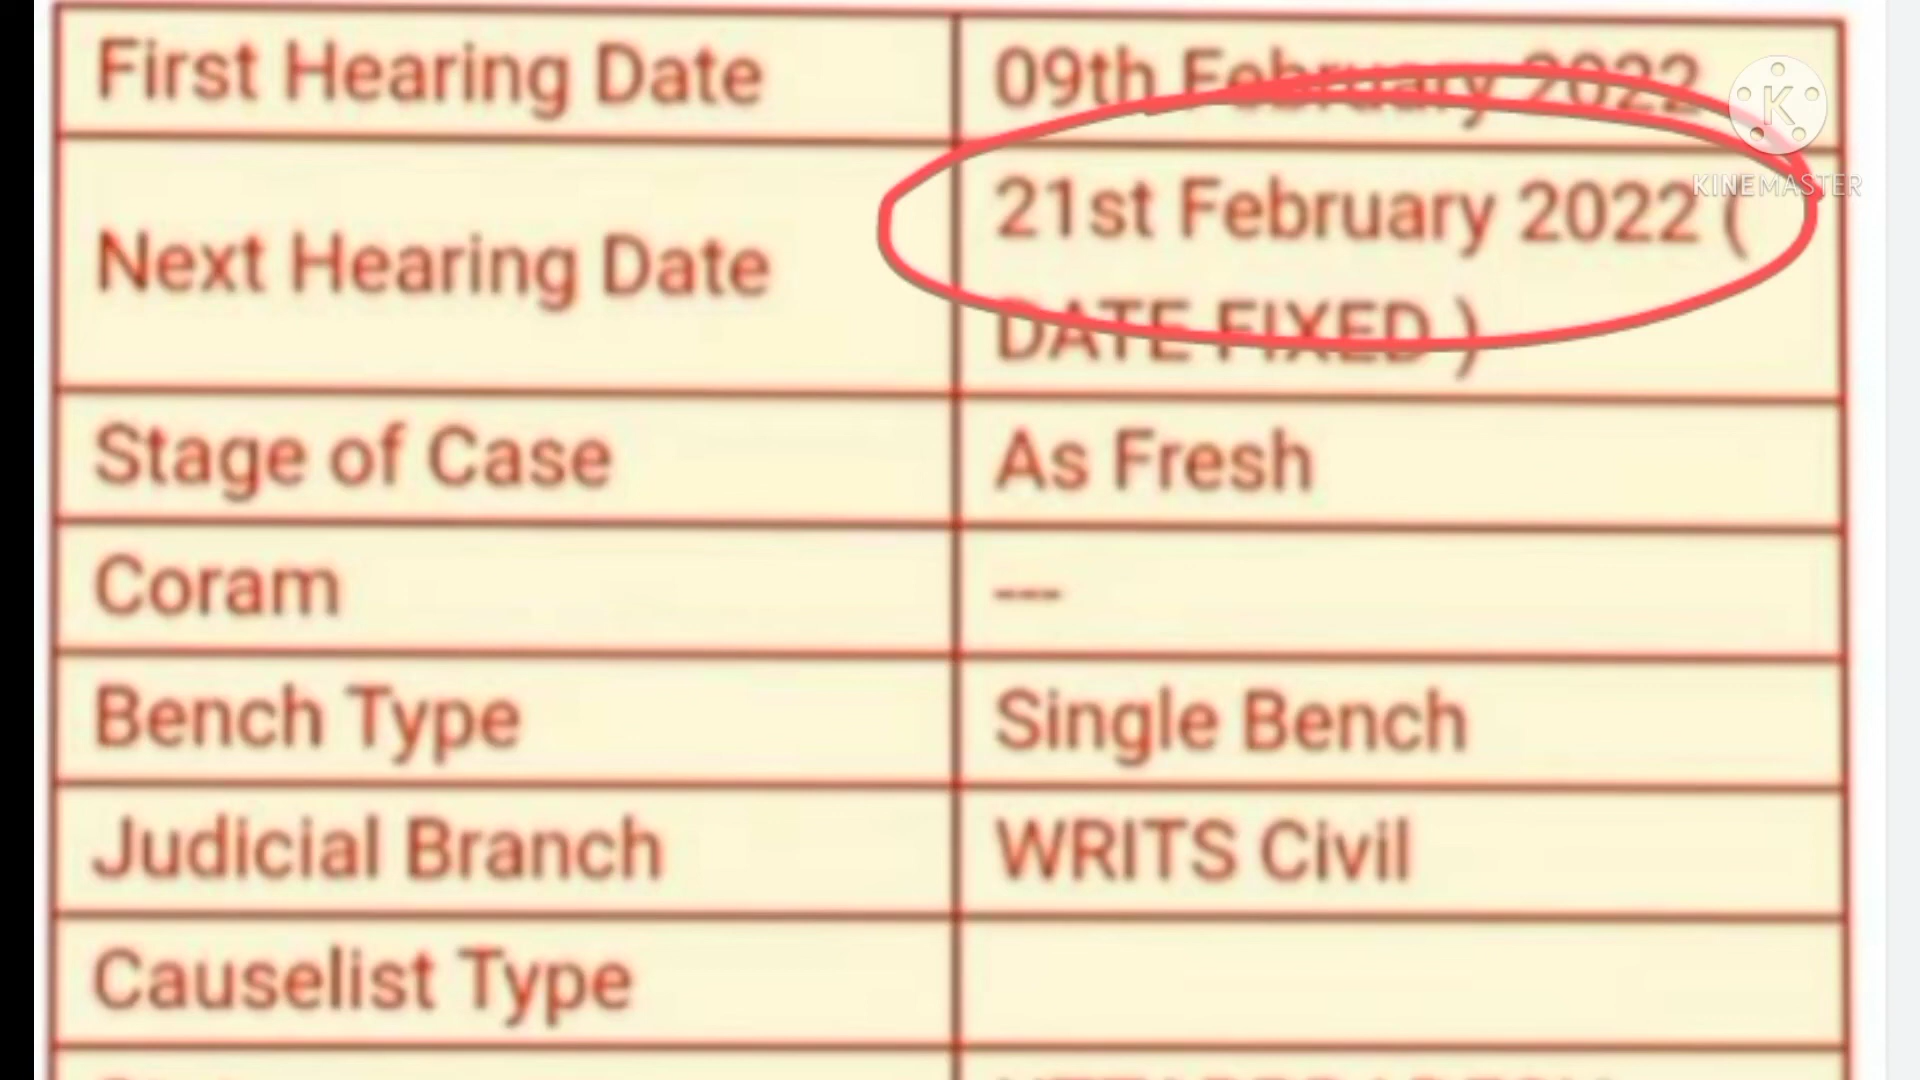 First Hearing Date 09th February 2022
Next Hearing Date 21st February 2022 (
DATE FIXED )
Stage of Case As Fresh
Coram ---
Bench Type Single Bench
Judicial Branch WRITS Civil
Causelist Type
K
KINEMASTER